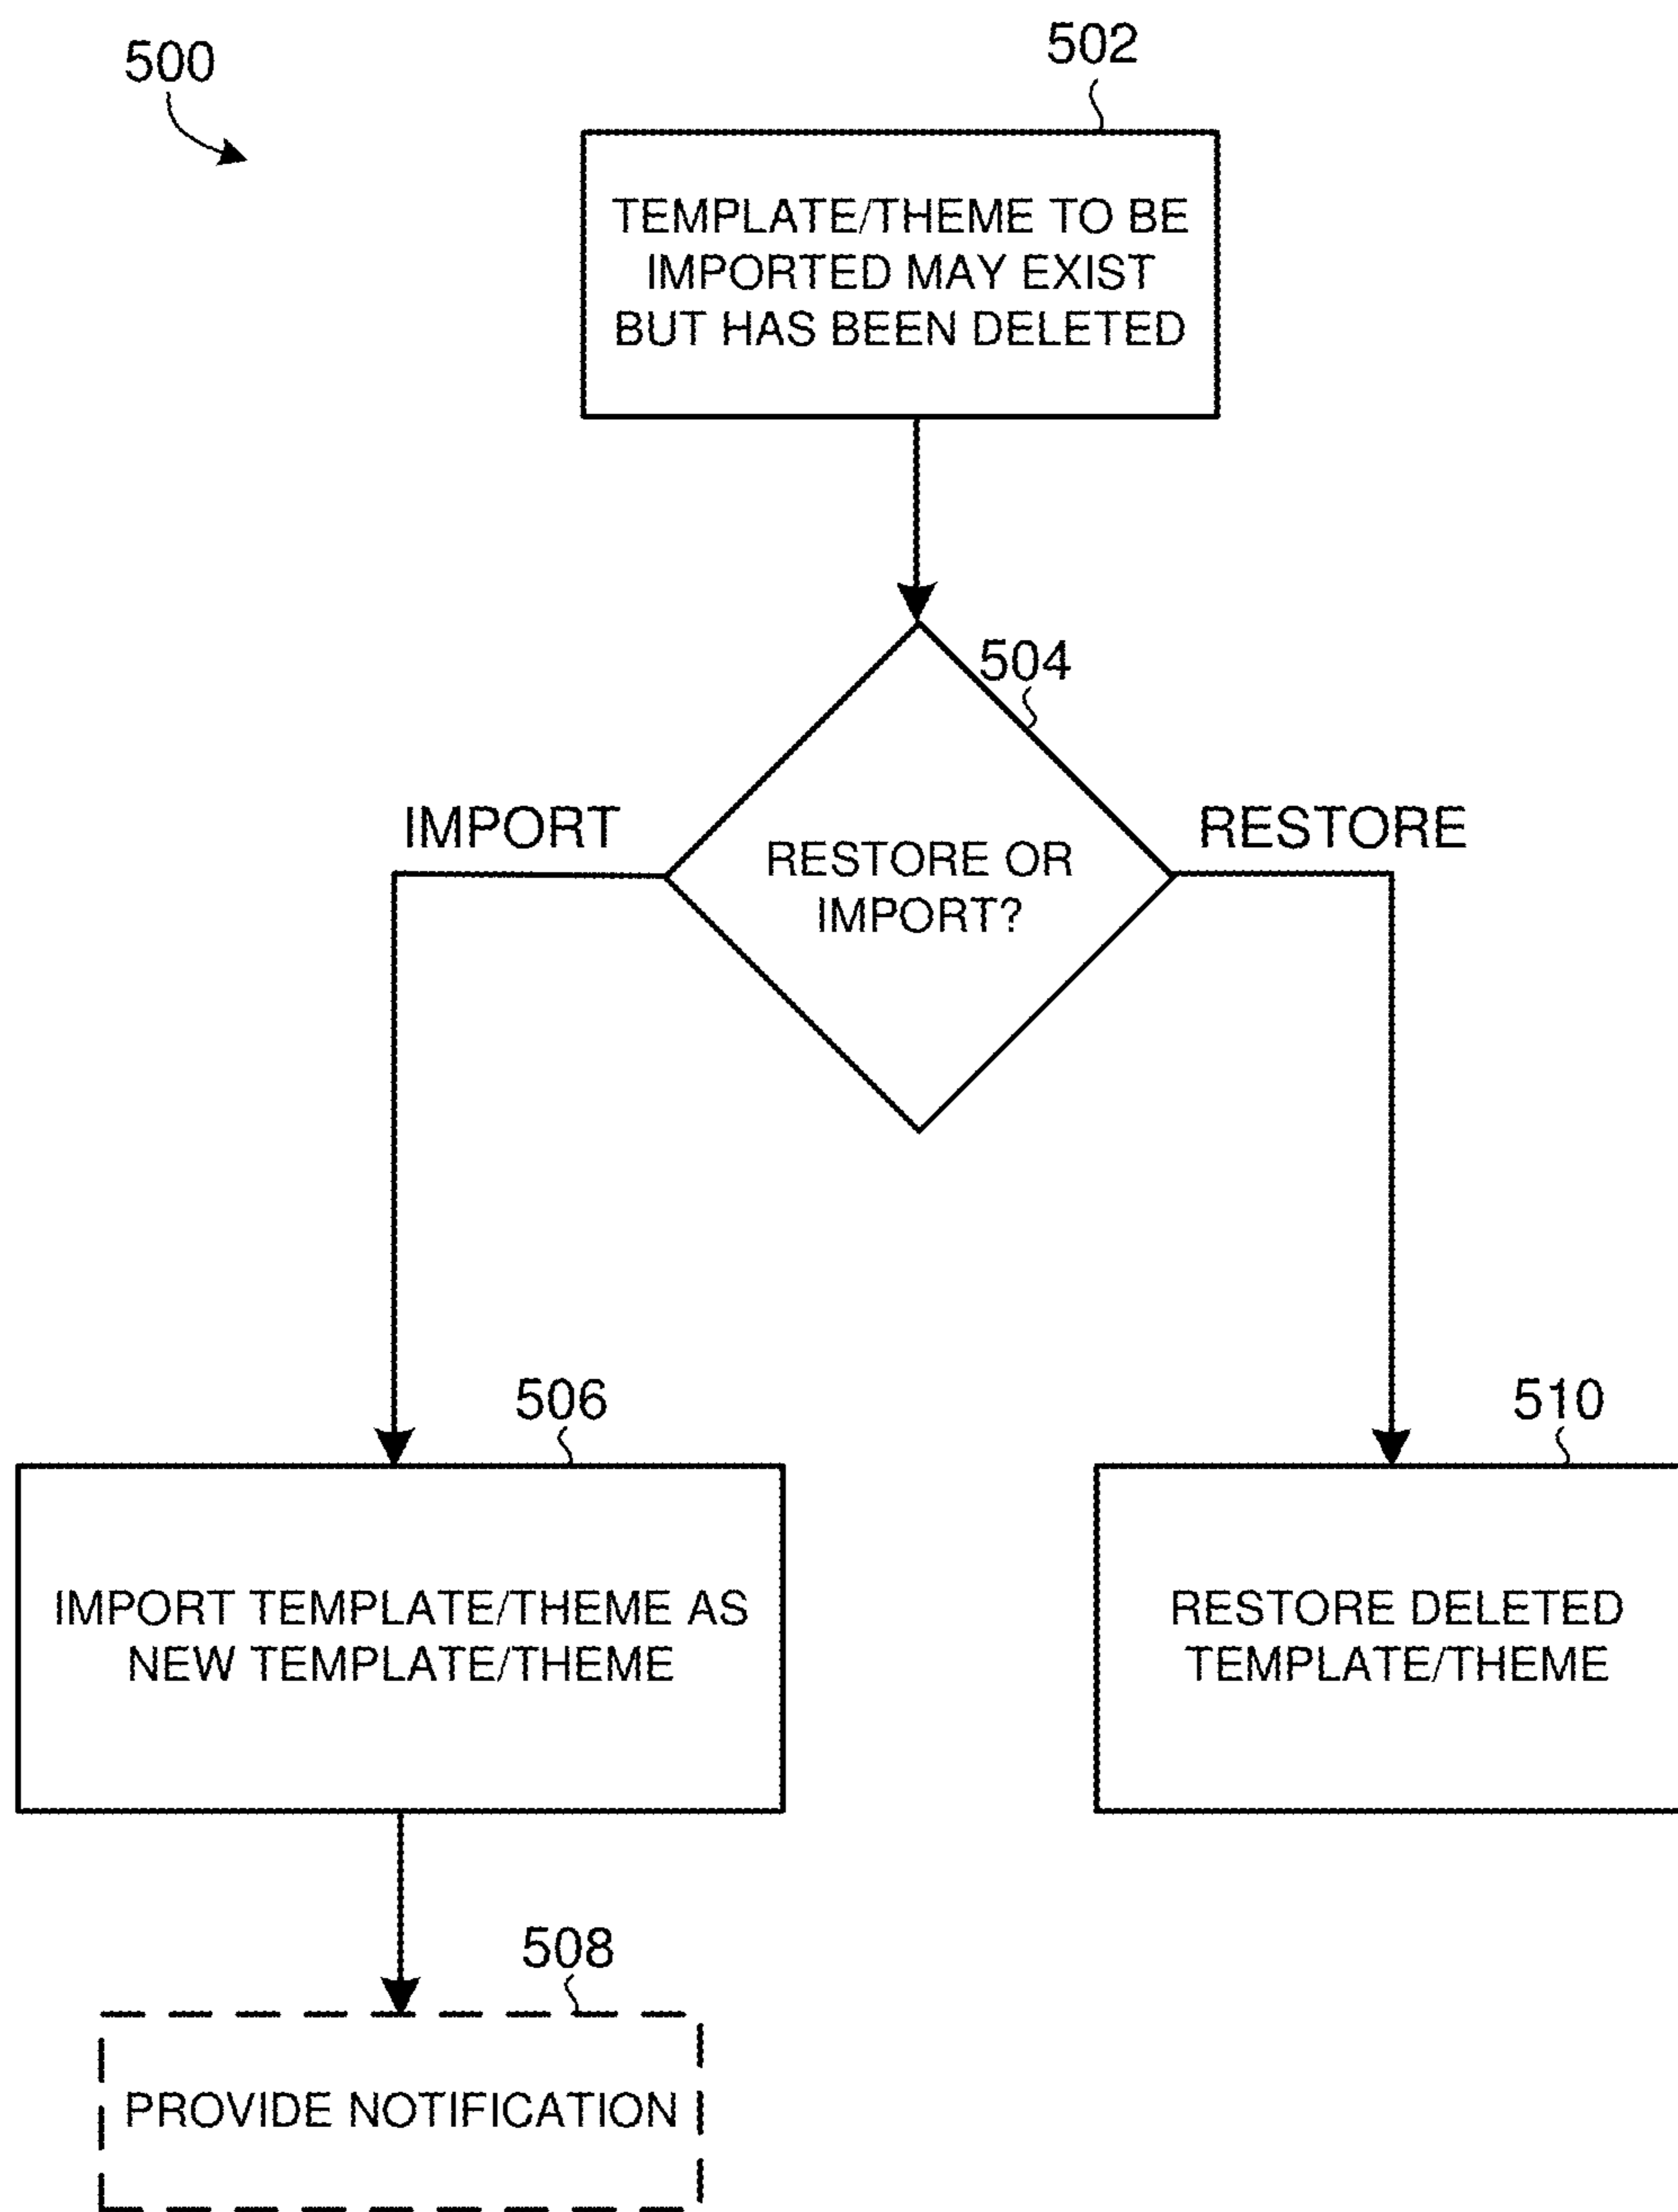 500
502
TEMPLATE/THEME TO BE
IMPORTED MAY EXIST
BUT HAS BEEN DELETED
504
IMPORT
RESTORE
RESTORE OR
IMPORT?
506
510
IMPORT TEMPLATE/THEME AS
NEW TEMPLATE/THEME
RESTORE DELETED
TEMPLATE/THEME
508
PROVIDE NOTIFICATION